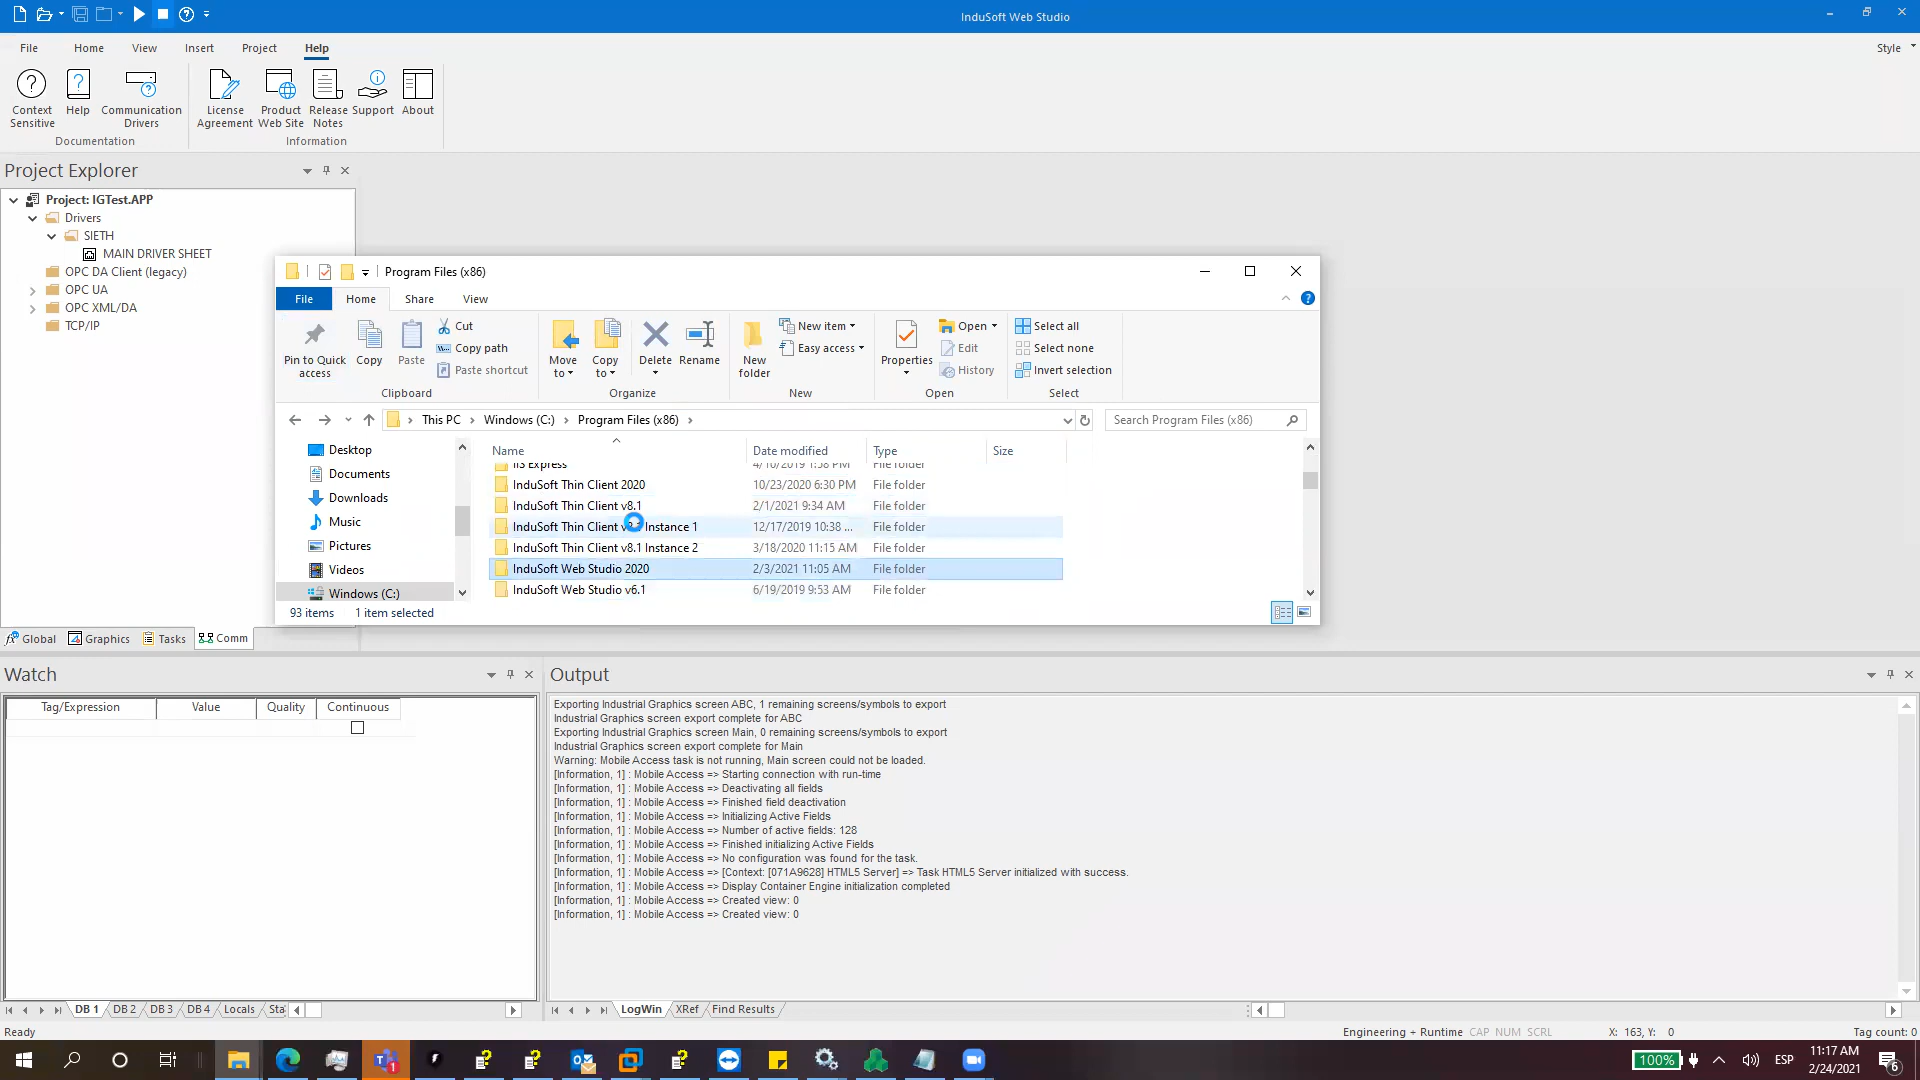 InduSoft Web Studio
File Home View Insert Project Help Style
Context Sensitive
Help
Communication Drivers
License Agreement
Product Web Site
Release Notes
Support
About
Documentation
Information
Project Explorer
Project: IGTest.APP
Drivers
SIETH
MAIN DRIVER SHEET
OPC DA Client (legacy)
OPC UA
OPC XML/DA
TCP/IP
Global Graphics Tasks Comm
Program Files (x86)
File Home Share View
Pin to Quick access
Copy
Paste
Cut
Copy path
Paste shortcut
Move to
Copy to
Delete
Rename
New folder
New item
Easy access
Properties
Open
Edit
History
Select all
Select none
Invert selection
Clipboard Organize New Open Select
This PC Windows (C:) Program Files (x86)
Search Program Files (x86)
Desktop
Documents
Downloads
Music
Pictures
Videos
Windows (C:)
Name Date modified Type Size
IIS Express 4/10/2019 1:58 PM File folder
InduSoft Thin Client 2020 10/23/2020 6:30 PM File folder
InduSoft Thin Client v8.1 2/1/2021 9:34 AM File folder
InduSoft Thin Client v8.1 Instance 1 12/17/2019 10:38 ... File folder
InduSoft Thin Client v8.1 Instance 2 3/18/2020 11:15 AM File folder
InduSoft Web Studio 2020 2/3/2021 11:05 AM File folder
InduSoft Web Studio v6.1 6/19/2019 9:53 AM File folder
93 items 1 item selected
Watch
Tag/Expression Value Quality Continuous
DB 1 DB 2 DB 3 DB 4 Locals Sta
Output
Exporting Industrial Graphics screen ABC, 1 remaining screens/symbols to export
Industrial Graphics screen export complete for ABC
Exporting Industrial Graphics screen Main, 0 remaining screens/symbols to export
Industrial Graphics screen export complete for Main
Warning: Mobile Access task is not running, Main screen could not be loaded.
[Information, 1] : Mobile Access => Starting connection with run-time
[Information, 1] : Mobile Access => Deactivating all fields
[Information, 1] : Mobile Access => Finished field deactivation
[Information, 1] : Mobile Access => Initializing Active Fields
[Information, 1] : Mobile Access => Number of active fields: 128
[Information, 1] : Mobile Access => Finished initializing Active Fields
[Information, 1] : Mobile Access => No configuration was found for the task.
[Information, 1] : Mobile Access => [Context: [071A9628] HTML5 Server] => Task HTML5 Server initialized with success.
[Information, 1] : Mobile Access => Display Container Engine initialization completed
[Information, 1] : Mobile Access => Created view: 0
[Information, 1] : Mobile Access => Created view: 0
LogWin XRef Find Results
Ready
Engineering + Runtime CAP NUM SCRL X: 163, Y: 0 Tag count: 0
100% ESP
11:17 AM
2/24/2021
6